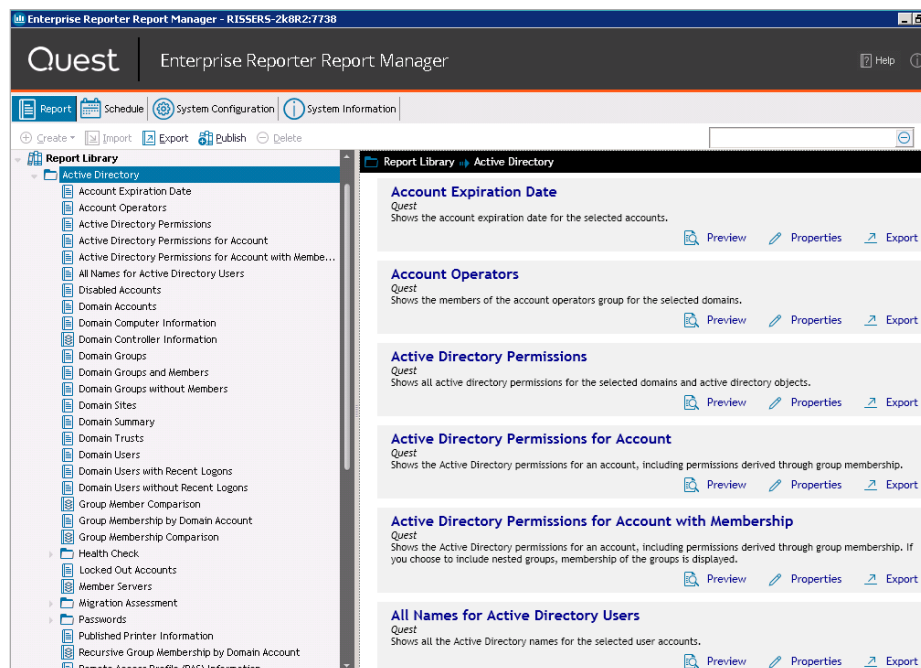 Enterprise Reporter Report Manager - RISSERS-2k8R2:7738
Quest
Enterprise Reporter Report Manager
Help
Report
Schedule
System Configuration
System Information
Create
Import
Export
Publish
Delete
Report Library
Active Directory
Account Expiration Date
Account Operators
Active Directory Permissions
Active Directory Permissions for Account
Active Directory Permissions for Account with Membe...
All Names for Active Directory Users
Disabled Accounts
Domain Accounts
Domain Computer Information
Domain Controller Information
Domain Groups
Domain Groups and Members
Domain Groups without Members
Domain Sites
Domain Summary
Domain Trusts
Domain Users
Domain Users with Recent Logons
Domain Users without Recent Logons
Group Member Comparison
Group Membership by Domain Account
Group Membership Comparison
Health Check
Locked Out Accounts
Member Servers
Migration Assessment
Passwords
Published Printer Information
Recursive Group Membership by Domain Account
Report Library Active Directory
Account Expiration Date
Quest
Shows the account expiration date for the selected accounts.
Preview Properties Export
Account Operators
Quest
Shows the members of the account operators group for the selected domains.
Preview Properties Export
Active Directory Permissions
Quest
Shows all active directory permissions for the selected domains and active directory objects.
Preview Properties Export
Active Directory Permissions for Account
Quest
Shows the Active Directory permissions for an account, including permissions derived through group membership.
Preview Properties Export
Active Directory Permissions for Account with Membership
Quest
Shows the Active Directory permissions for an account, including permissions derived through group membership. If
you choose to include nested groups, membership of the groups is displayed.
Preview Properties Export
All Names for Active Directory Users
Quest
Shows all the Active Directory names for the selected user accounts.
Preview Properties Export